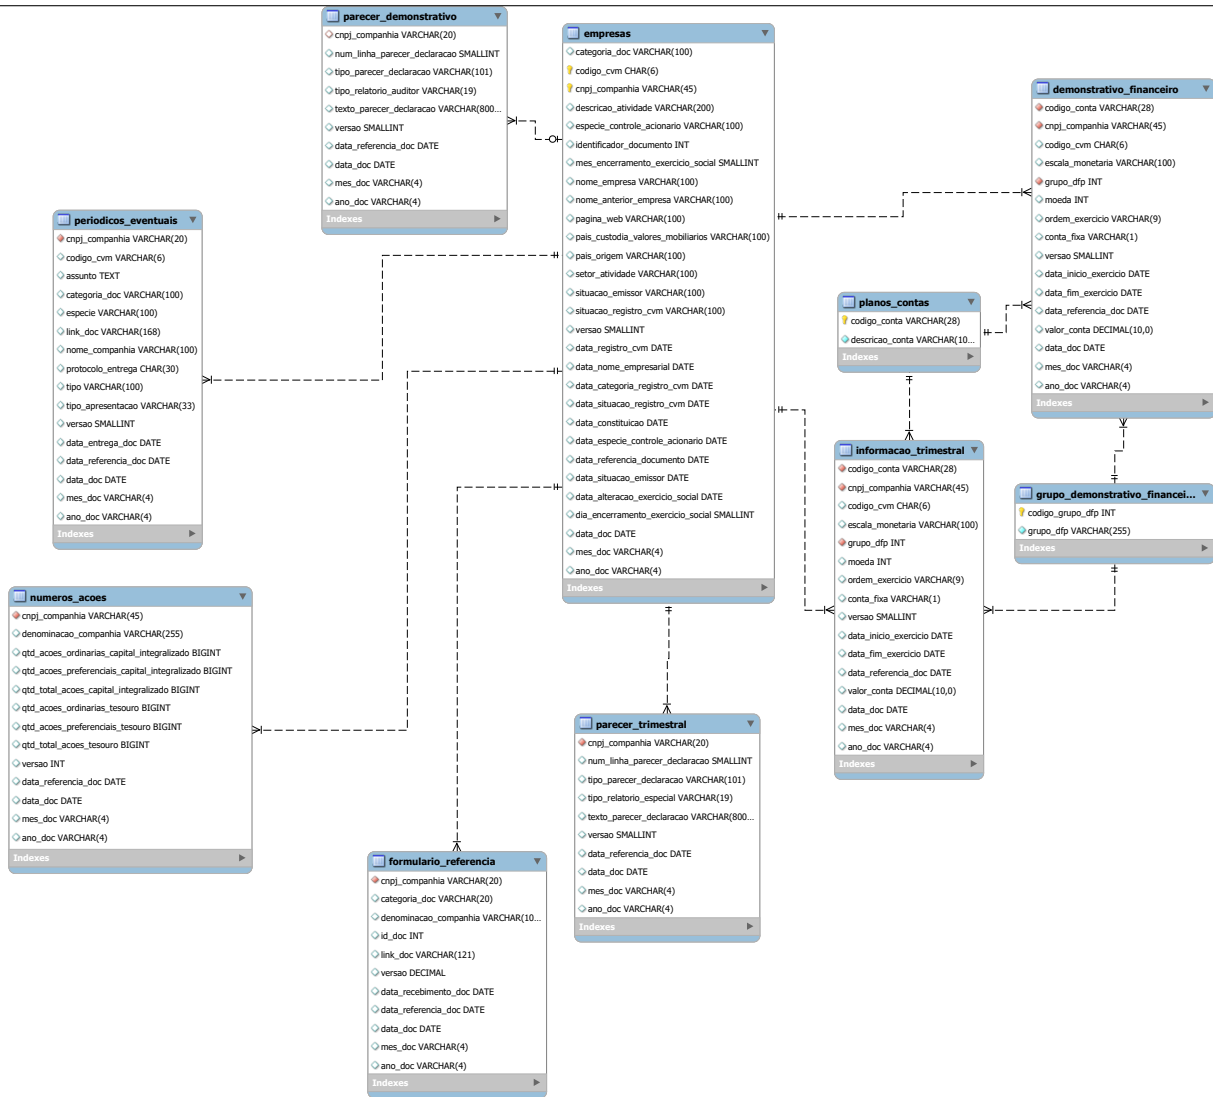 parecer_demonstrativo
cnpj_companhia VARCHAR(20)
num_linha_parecer_declaracao SMALLINT
tipo_parecer_declaracao VARCHAR(101)
tipo_relatorio_auditor VARCHAR(19)
texto_parecer_declaracao VARCHAR(800...
versao SMALLINT
data_referencia_doc DATE
data_doc DATE
mes_doc VARCHAR(4)
ano_doc VARCHAR(4)
Indexes
empresas
categoria_doc VARCHAR(100)
codigo_cvm CHAR(6)
cnpj_companhia VARCHAR(45)
descricao_atividade VARCHAR(200)
especie_controle_acionario VARCHAR(100)
identificador_documento INT
mes_encerramento_exercicio_social SMALLINT
nome_empresa VARCHAR(100)
nome_anterior_empresa VARCHAR(100)
pagina_web VARCHAR(100)
pais_custodia_valores_mobiliarios VARCHAR(100)
pais_origem VARCHAR(100)
setor_atividade VARCHAR(100)
situacao_emissor VARCHAR(100)
situacao_registro_cvm VARCHAR(100)
versao SMALLINT
data_registro_cvm DATE
data_nome_empresarial DATE
data_categoria_registro_cvm DATE
data_situacao_registro_cvm DATE
data_constituicao DATE
data_especie_controle_acionario DATE
data_referencia_documento DATE
data_situacao_emissor DATE
data_alteracao_exercicio_social DATE
dia_encerramento_exercicio_social SMALLINT
data_doc DATE
mes_doc VARCHAR(4)
ano_doc VARCHAR(4)
Indexes
demonstrativo_financeiro
codigo_conta VARCHAR(28)
cnpj_companhia VARCHAR(45)
codigo_cvm CHAR(6)
escala_monetaria VARCHAR(100)
grupo_dfp INT
moeda INT
ordem_exercicio VARCHAR(9)
conta_fixa VARCHAR(1)
versao SMALLINT
data_inicio_exercicio DATE
data_fim_exercicio DATE
data_referencia_doc DATE
valor_conta DECIMAL(10,0)
data_doc DATE
mes_doc VARCHAR(4)
ano_doc VARCHAR(4)
Indexes
periodicos_eventuais
cnpj_companhia VARCHAR(20)
codigo_cvm VARCHAR(6)
assunto TEXT
categoria_doc VARCHAR(100)
especie VARCHAR(100)
link_doc VARCHAR(168)
nome_companhia VARCHAR(100)
protocolo_entrega CHAR(30)
tipo VARCHAR(100)
tipo_apresentacao VARCHAR(33)
versao SMALLINT
data_entrega_doc DATE
data_referencia_doc DATE
data_doc DATE
mes_doc VARCHAR(4)
ano_doc VARCHAR(4)
Indexes
planos_contas
codigo_conta VARCHAR(28)
descricao_conta VARCHAR(10...
Indexes
informacao_trimestral
codigo_conta VARCHAR(28)
cnpj_companhia VARCHAR(45)
codigo_cvm CHAR(6)
escala_monetaria VARCHAR(100)
grupo_dfp INT
moeda INT
ordem_exercicio VARCHAR(9)
conta_fixa VARCHAR(1)
versao SMALLINT
data_inicio_exercicio DATE
data_fim_exercicio DATE
data_referencia_doc DATE
valor_conta DECIMAL(10,0)
data_doc DATE
mes_doc VARCHAR(4)
ano_doc VARCHAR(4)
Indexes
grupo_demonstrativo_financei...
codigo_grupo_dfp INT
grupo_dfp VARCHAR(255)
Indexes
numeros_acoes
cnpj_companhia VARCHAR(45)
denominacao_companhia VARCHAR(255)
qtd_acoes_ordinarias_capital_integralizado BIGINT
qtd_acoes_preferenciais_capital_integralizado BIGINT
qtd_total_acoes_capital_integralizado BIGINT
qtd_acoes_ordinarias_tesouro BIGINT
qtd_acoes_preferenciais_tesouro BIGINT
qtd_total_acoes_tesouro BIGINT
versao INT
data_referencia_doc DATE
data_doc DATE
mes_doc VARCHAR(4)
ano_doc VARCHAR(4)
Indexes
parecer_trimestral
cnpj_companhia VARCHAR(20)
num_linha_parecer_declaracao SMALLINT
tipo_parecer_declaracao VARCHAR(101)
tipo_relatorio_especial VARCHAR(19)
texto_parecer_declaracao VARCHAR(800...
versao SMALLINT
data_referencia_doc DATE
data_doc DATE
mes_doc VARCHAR(4)
ano_doc VARCHAR(4)
Indexes
formulario_referencia
cnpj_companhia VARCHAR(20)
categoria_doc VARCHAR(20)
denominacao_companhia VARCHAR(10...
id_doc INT
link_doc VARCHAR(121)
versao DECIMAL
data_recebimento_doc DATE
data_referencia_doc DATE
data_doc DATE
mes_doc VARCHAR(4)
ano_doc VARCHAR(4)
Indexes